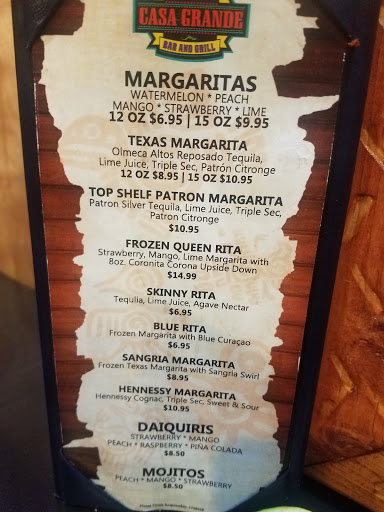 CASA GRANDE
BAR AND GRILL
MARGARITAS
WATERMELON * PEACH
MANGO * STRAWBERRY * LIME
12 OZ $6.95 | 15 OZ $9.95
TEXAS MARGARITA
Olmeca Altos Reposado Tequila,
Lime Juice, Triple Sec, Patrón Citronge
12 OZ $8.95 | 15 OZ $10.95
TOP SHELF PATRON MARGARITA
Patron Silver Tequila, Lime Juice, Triple Sec,
Patron Citronge
$10.95
FROZEN QUEEN RITA
Strawberry, Mango, Lime Margarita with
8oz. Coronita Corona Upside Down
$14.99
SKINNY RITA
Tequlia, Lime Juice, Agave Nectar
$6.95
BLUE RITA
Frozen Margarita with Blue Curaçao
$6.95
SANGRIA MARGARITA
Frozen Texas Margarita with Sangria Swirl
$8.95
HENNESSY MARGARITA
Hennessy Cognac, Triple Sec, Sweet & Sour
$10.95
DAIQUIRIS
STRAWBERRY * MANGO
PEACH * RASPBERRY * PIÑA COLADA
$8.50
MOJITOS
PEACH * MANGO * STRAWBERRY
$8.50
Please Drink Responsibly